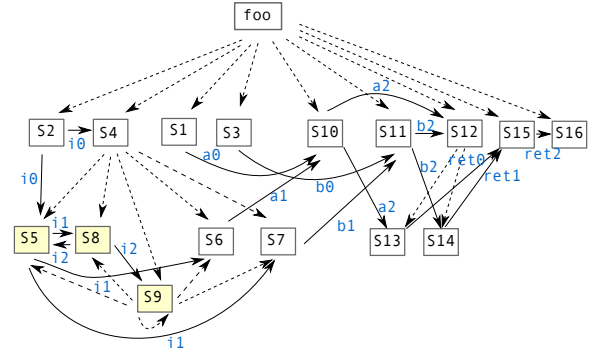 foo
a2
S2 S4 S1 S3 S10 S11 b2 S12 S15 S16
i0 a0 b2 ret0 ret2
i0 a1 b0 ret1
i1 a2
S5 S8 S6 S7 b1 S13 S14
i2 i2
i1 S9
i1